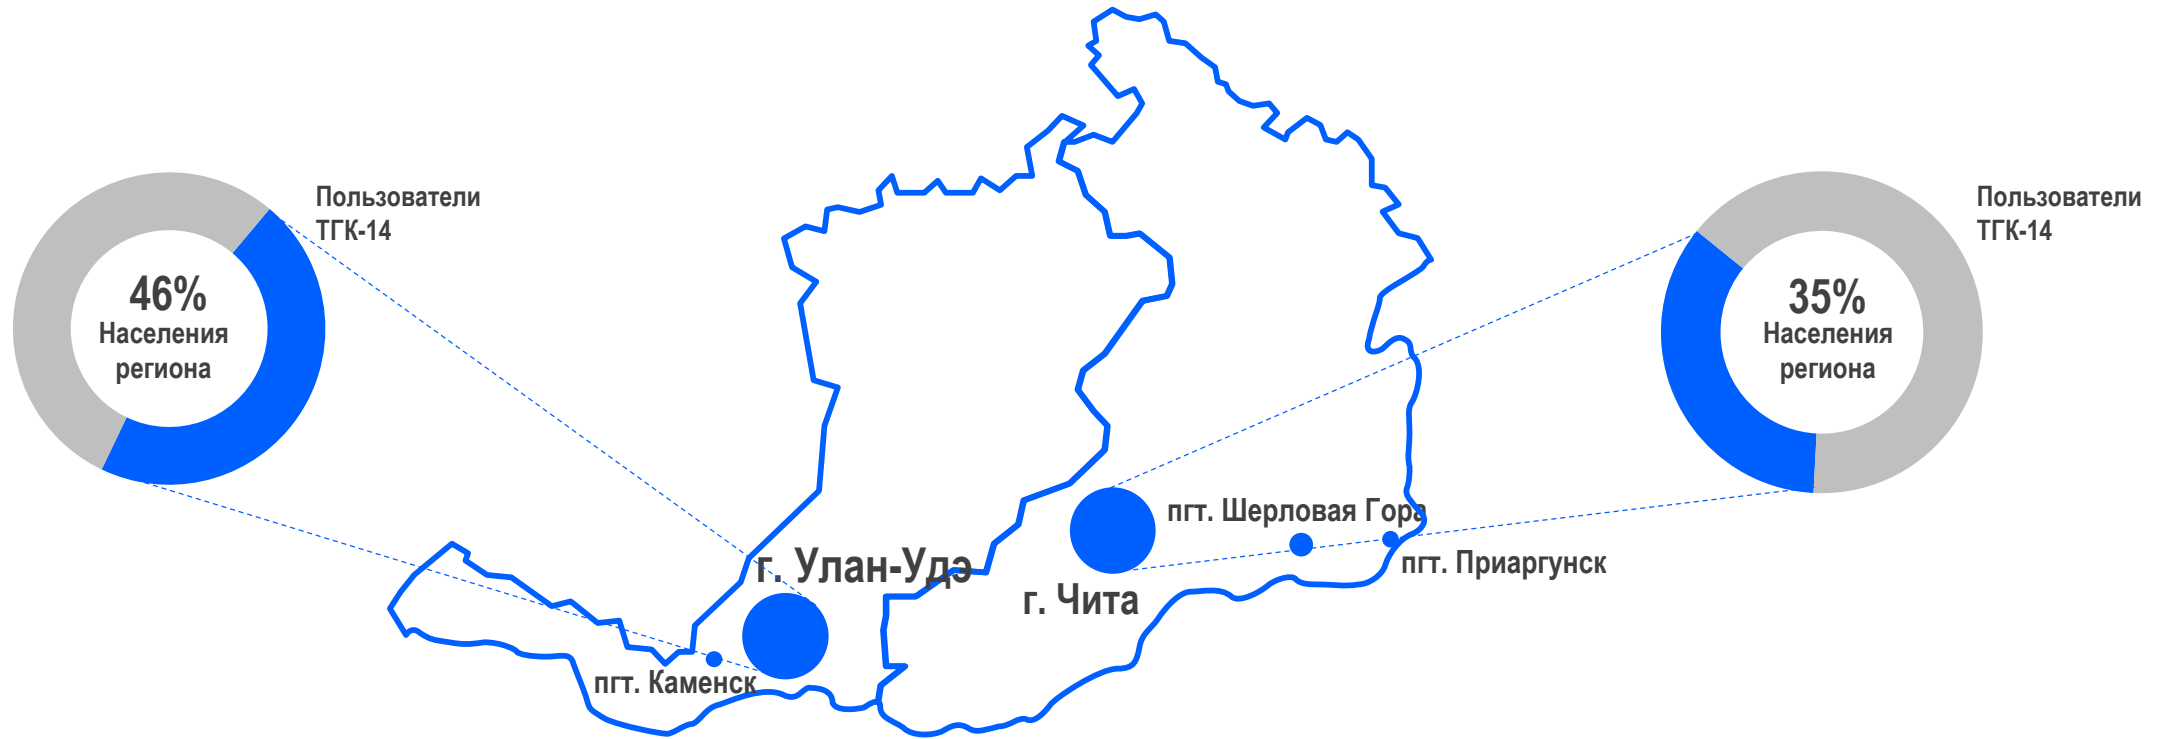 Пользователи
ТГК-14
46%
Населения
региона
Пользователи
ТГК-14
35%
Населения
региона
пгт. Шерловая Гора
пгт. Приаргунск
г. Улан-Удэ
г. Чита
пгт. Каменск